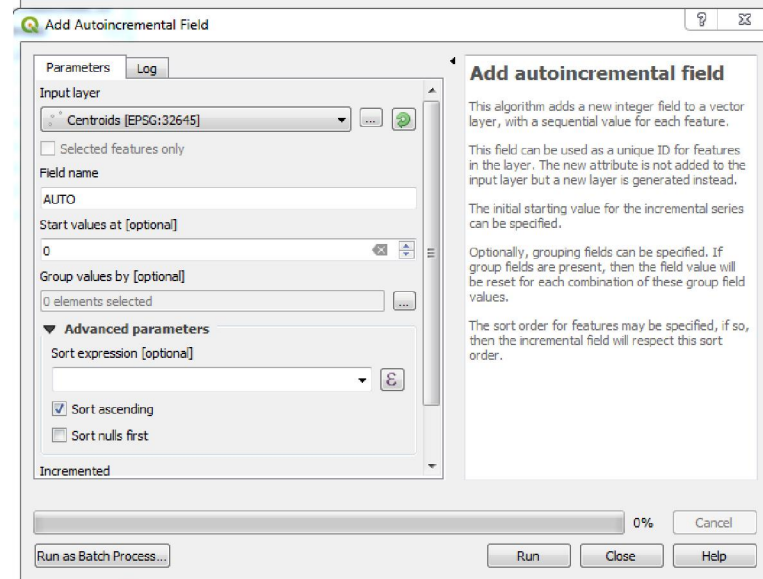 Add Autoincremental Field
Parameters
Log
Input layer
Centroids [EPSG:32645]
...
Selected features only
Field name
AUTO
Start values at [optional]
0
Group values by [optional]
0 elements selected
...
Advanced parameters
Sort expression [optional]
ε
Sort ascending
Sort nulls first
Incremented
Add autoincremental field
This algorithm adds a new integer field to a vector
layer, with a sequential value for each feature.
This field can be used as a unique ID for features
in the layer. The new attribute is not added to the
input layer but a new layer is generated instead.
The initial starting value for the incremental series
can be specified.
Optionally, grouping fields can be specified. If
group fields are present, then the field value will
be reset for each combination of these group field
values.
The sort order for features may be specified, if so,
then the incremental field will respect this sort
order.
0%
Cancel
Run as Batch Process...
Run
Close
Help